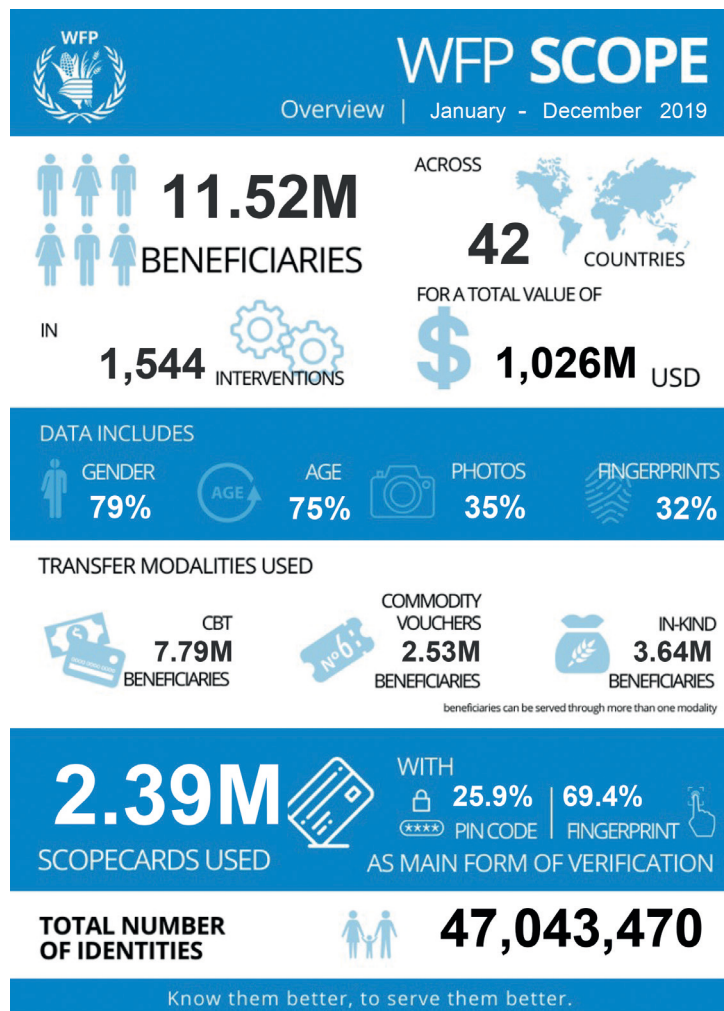 WFP
WFP SCOPE
Overview | January - December 2019
11.52M
BENEFICIARIES
ACROSS
42
COUNTRIES
IN
1,544 INTERVENTIONS
FOR A TOTAL VALUE OF
$ 1,026M USD
DATA INCLUDES
GENDER
79%
AGE
AGE
75%
PHOTOS
35%
FINGERPRINTS
32%
TRANSFER MODALITIES USED
CBT
7.79M
BENEFICIARIES
Nº6
COMMODITY
VOUCHERS
2.53M
BENEFICIARIES
IN-KIND
3.64M
BENEFICIARIES
beneficiaries can be served through more than one modality
2.39M
SCOPECARDS USED
WITH
25.9% | 69.4%
**** PIN CODE | FINGERPRINT
AS MAIN FORM OF VERIFICATION
TOTAL NUMBER
OF IDENTITIES
47,043,470
Know them better, to serve them better.